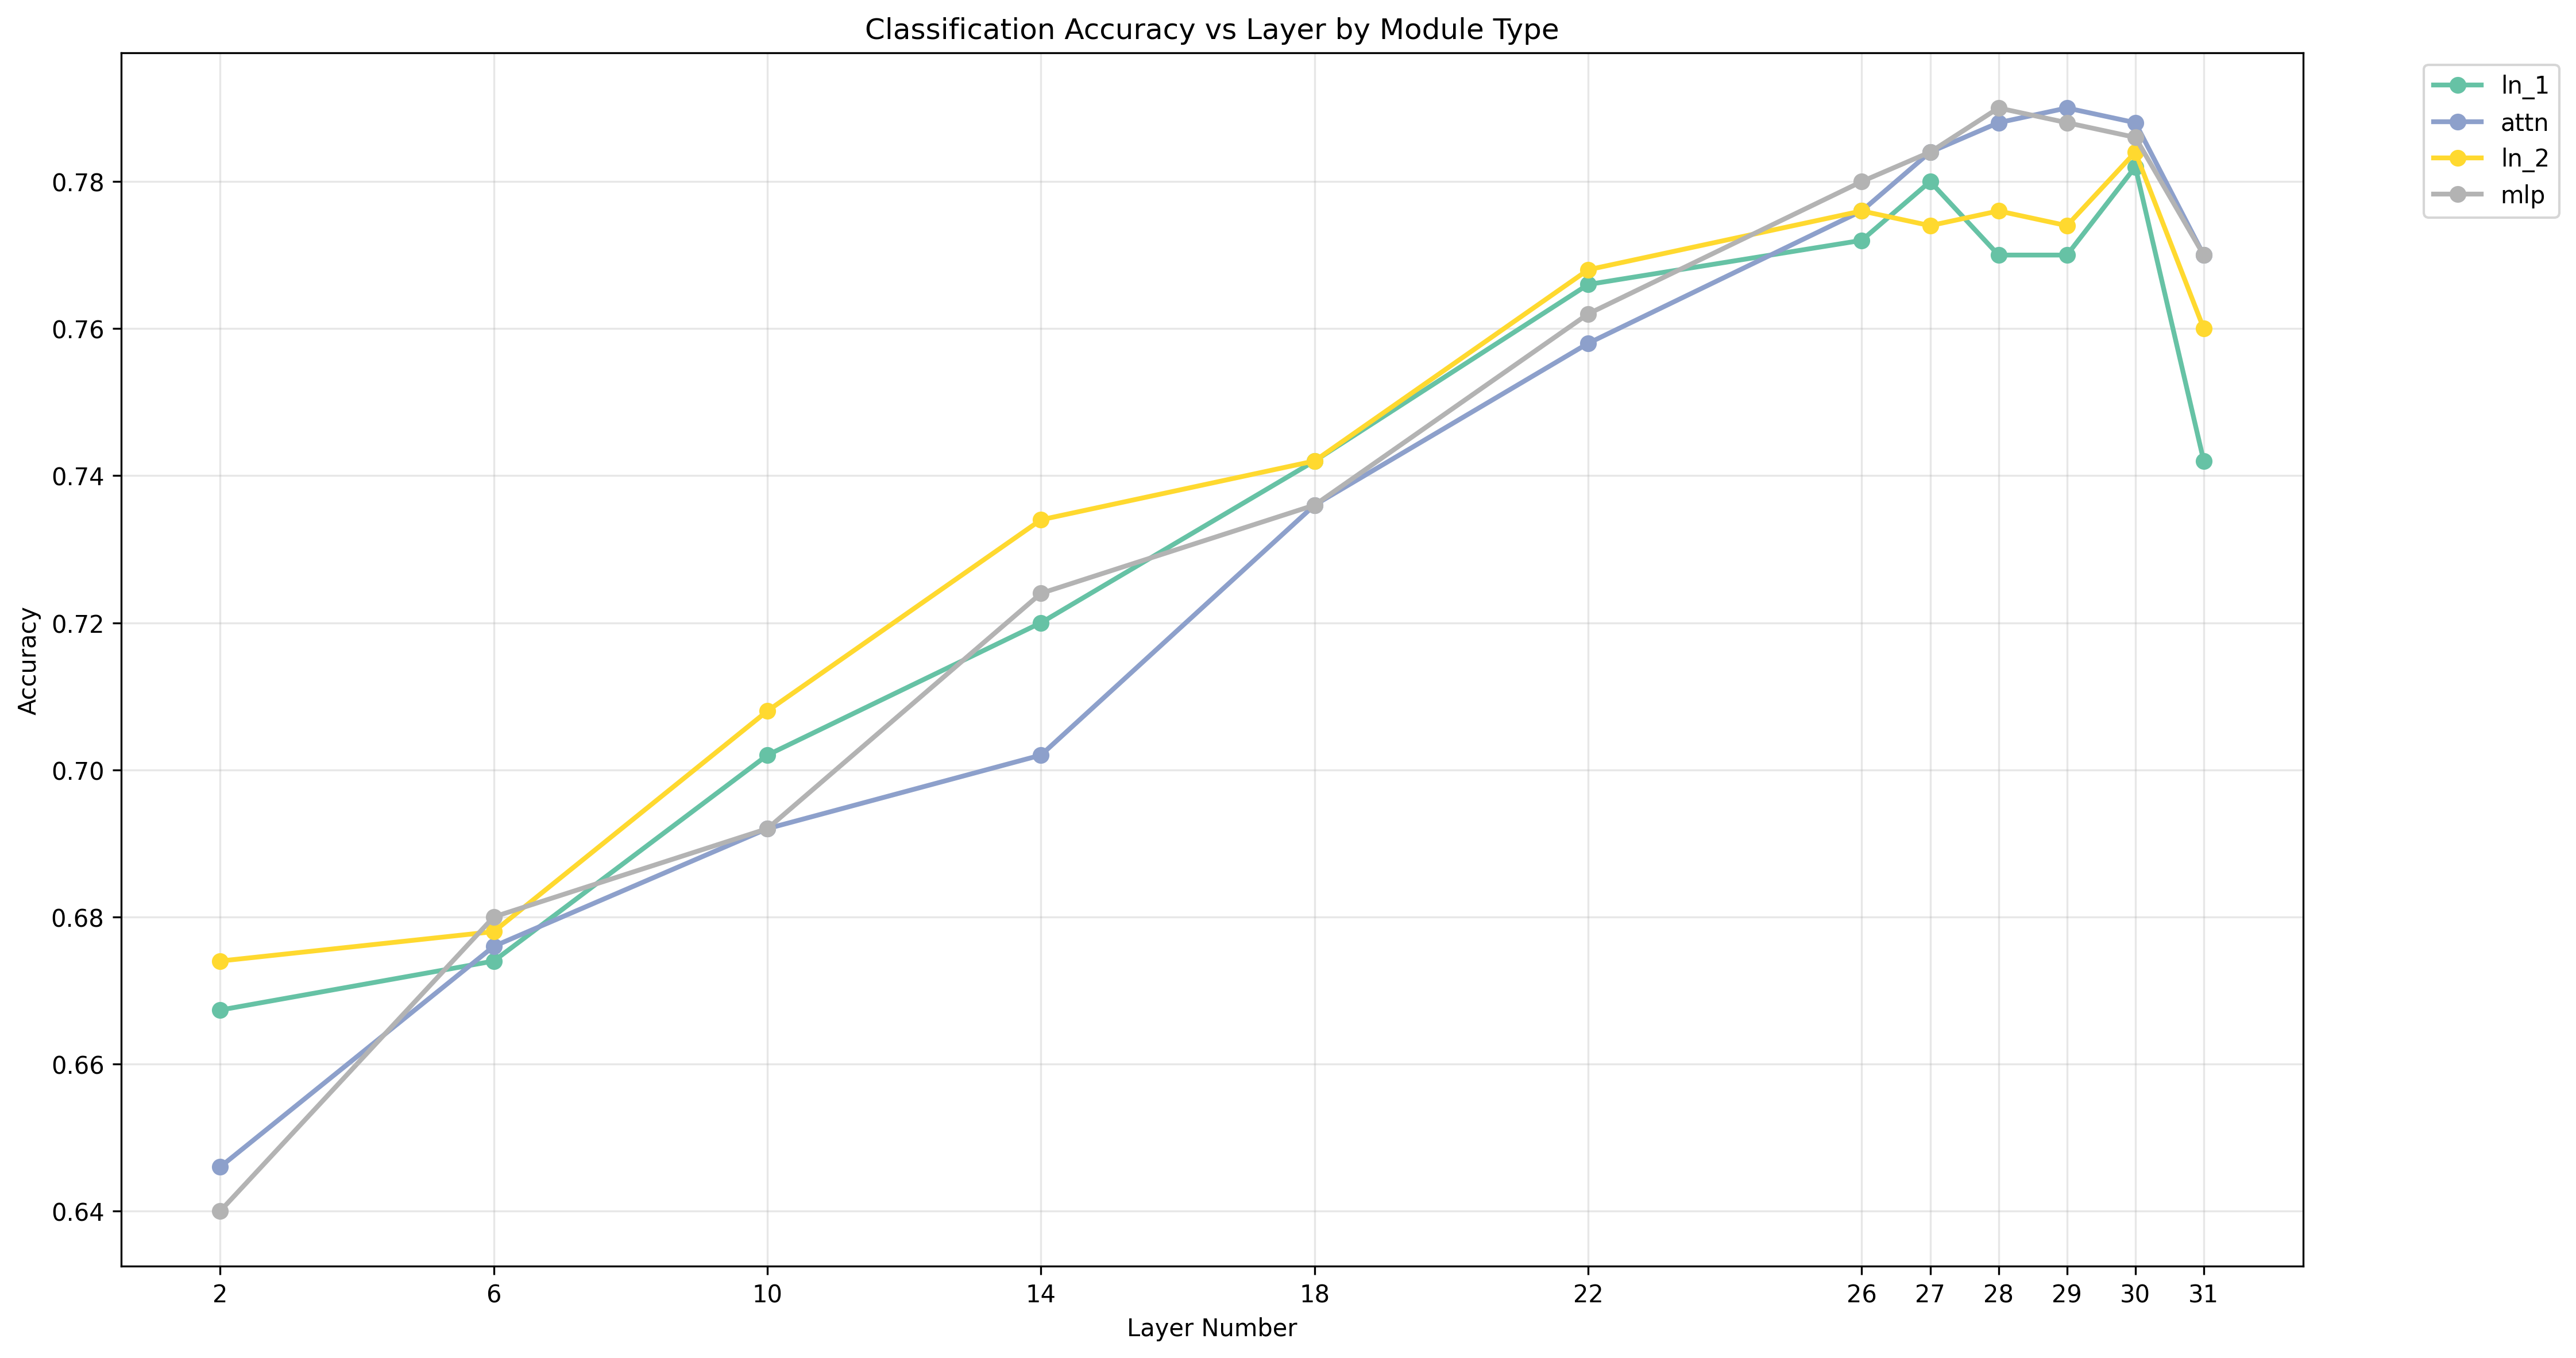 Classification Accuracy vs Layer by Module Type
ln_1
attn
ln_2
mlp
Accuracy
0.78
0.76
0.74
0.72
0.70
0.68
0.66
0.64
2 6 10 14 18 22 26 27 28 29 30 31
Layer Number